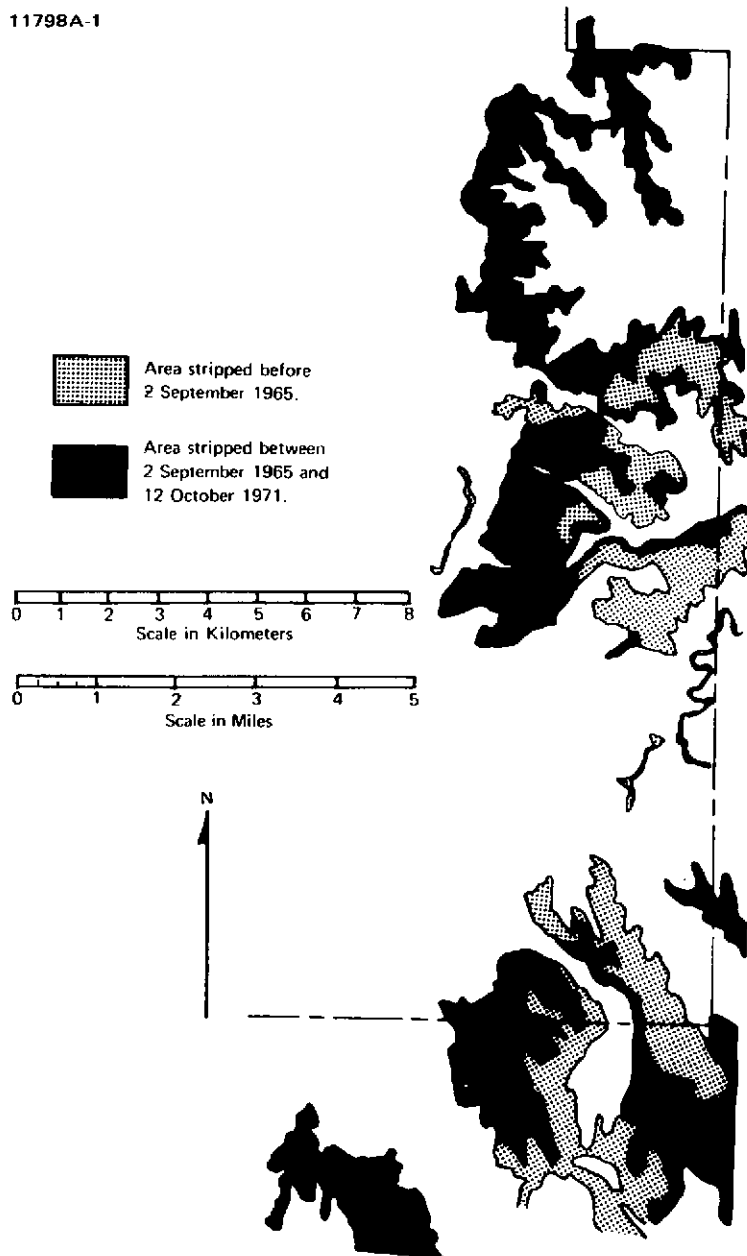 11798A-1
Area stripped before
2 September 1965.
Area stripped between
2 September 1965 and
12 October 1971.
0 1 2 3 4 5 6 7 8
Scale in Kilometers
0 1 2 3 4 5
Scale in Miles
N